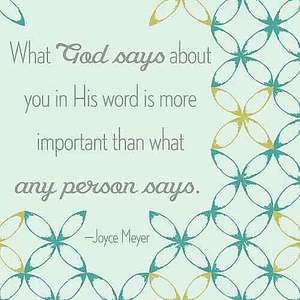 What God says about
you in His word is more
important than what
any person says.
—Joyce Meyer